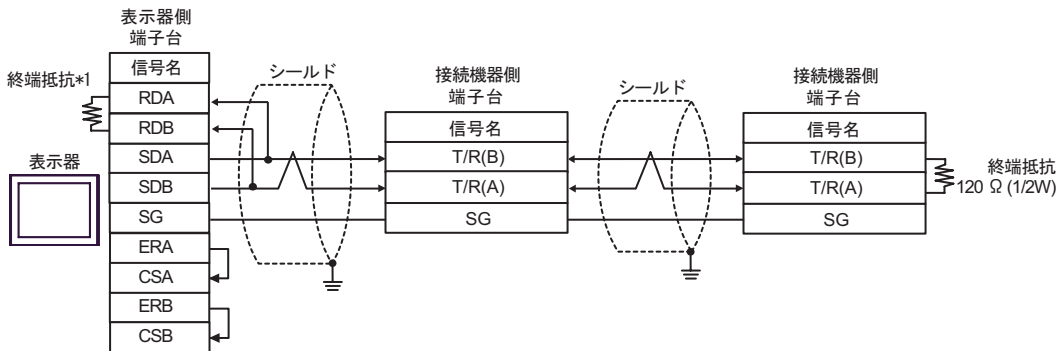 表示器側
端子台
信号名
終端抵抗*1
RDA
RDB
表示器
SDA
SDB
SG
ERA
CSA
ERB
CSB
シールド
接続機器側
端子台
信号名
T/R(B)
T/R(A)
SG
シールド
接続機器側
端子台
信号名
T/R(B)
T/R(A)
SG
終端抵抗
120 Ω (1/2W)